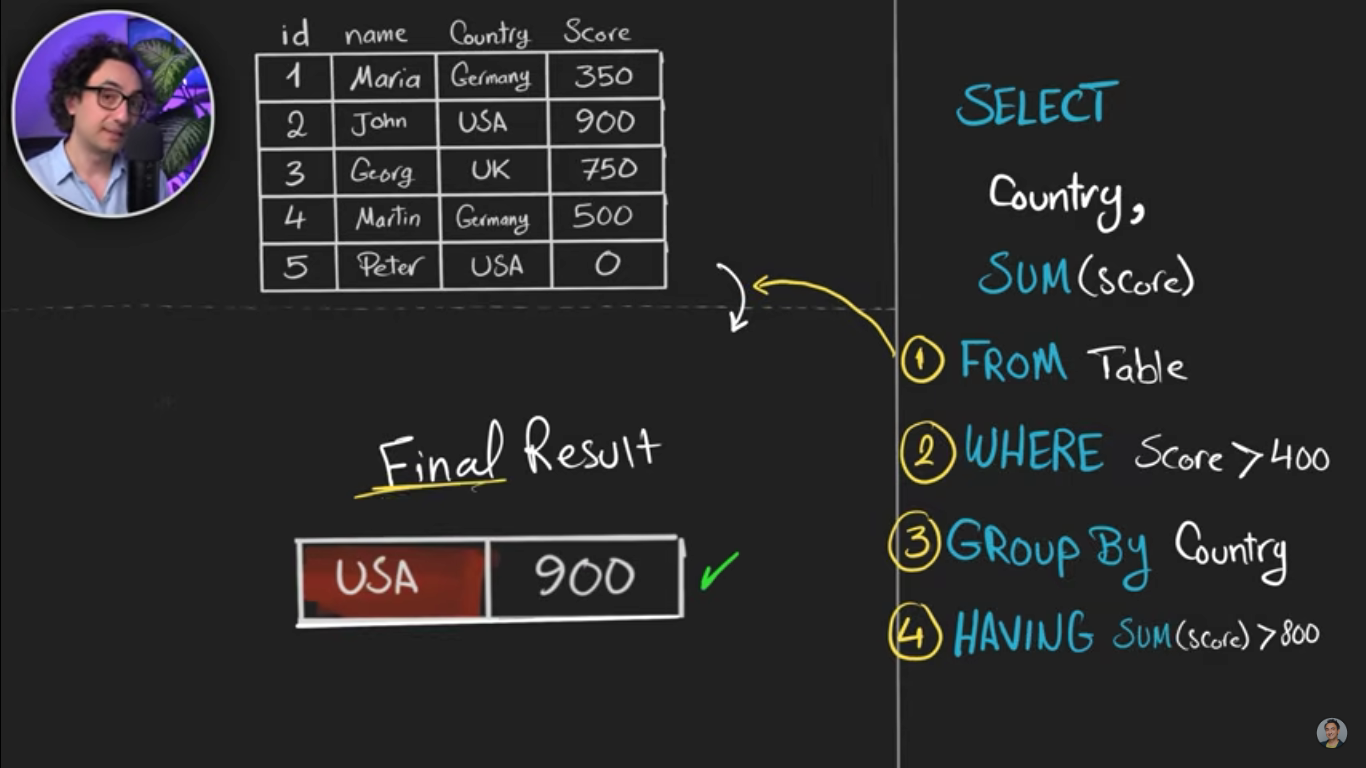 id name Country Score
1 Maria Germany 350
2 John USA 900
3 Georg UK 750
4 Martin Germany 500
5 Peter USA 0
Final Result
USA 900
SELECT
Country,
SUM(score)
1 FROM Table
2 WHERE Score > 400
3 GROUP BY Country
4 HAVING SUM(score) > 800